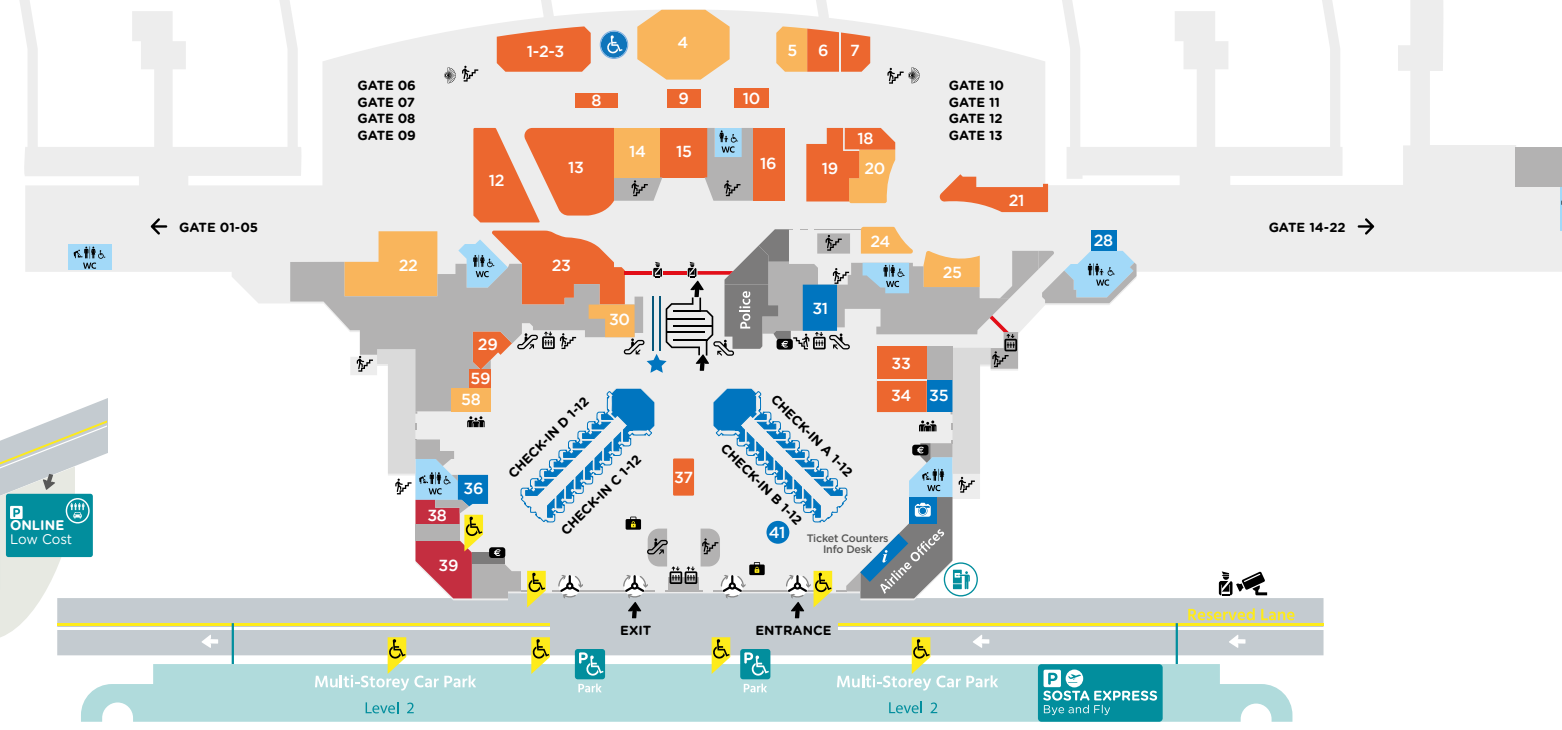 1-2-3
4
5
6
7
GATE 06
GATE 07
GATE 08
GATE 09
GATE 10
GATE 11
GATE 12
GATE 13
8
9
10
12
13
14
15
WC
16
18
19
20
21
← GATE 01-05
GATE 14-22 →
WC
22
WC
23
24
WC
25
28
WC
30
Police
31
€
29
59
58
33
34
35
€
CHECK-IN D 1-12
CHECK-IN C 1-12
CHECK-IN A 1-12
CHECK-IN B 1-12
37
WC
36
WC
38
39
€
41
Ticket Counters
Info Desk
i
Airline Offices
P
ONLINE
Low Cost
EXIT
ENTRANCE
Reserved Lane
P
Park
P
Park
Multi-Storey Car Park
Level 2
Multi-Storey Car Park
Level 2
P
SOSTA EXPRESS
Bye and Fly